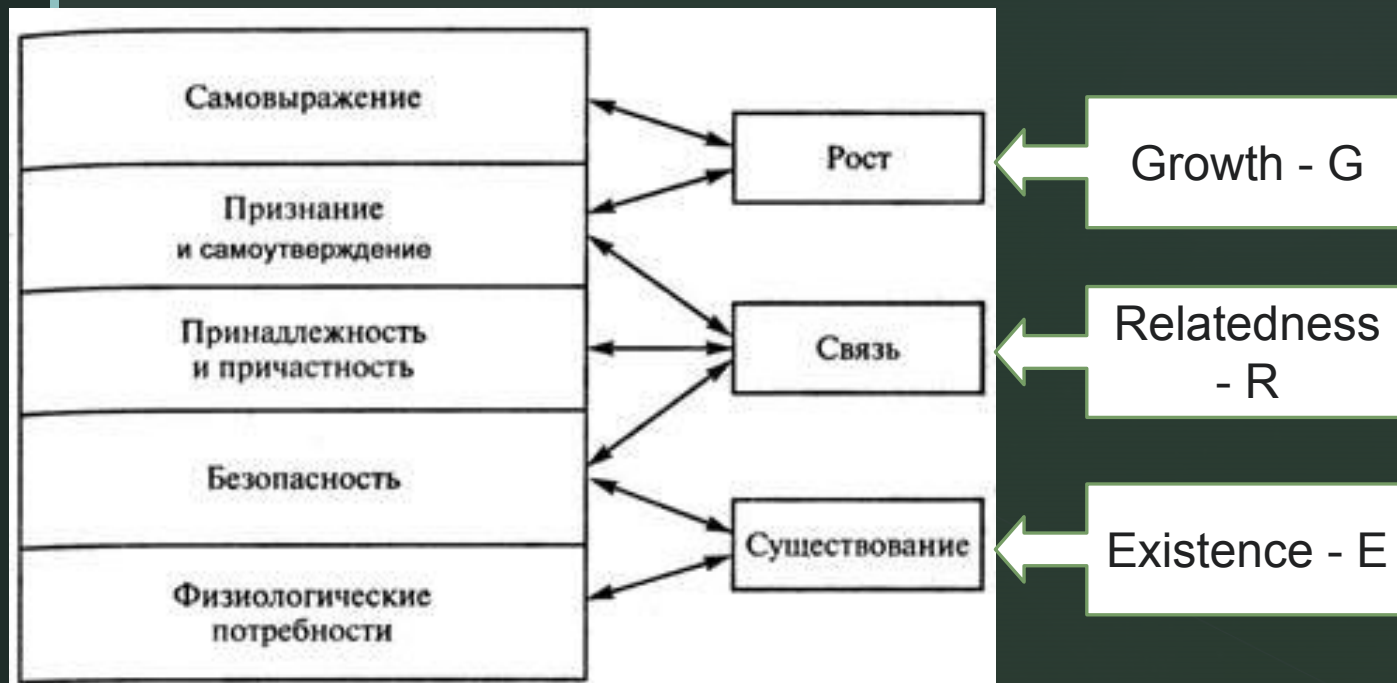 Самовыражение
Признание
и самоутверждение
Принадлежность
и причастность
Безопасность
Физиологические
потребности
Рост
Связь
Существование
Growth - G
Relatedness
- R
Existence - E